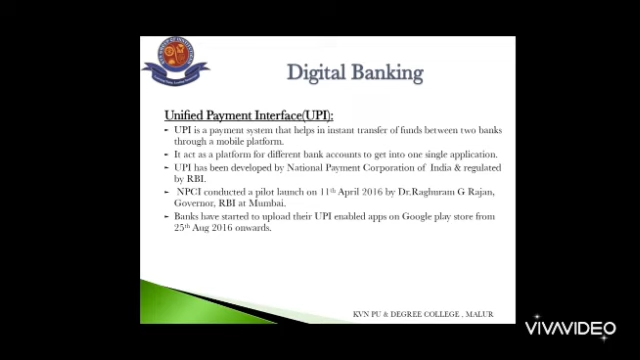 Digital Banking
Unified Payment Interface(UPI):
➢ UPI is a payment system that helps in instant transfer of funds between two banks
through a mobile platform.
➢ It act as a platform for different bank accounts to get into one single application.
➢ UPI has been developed by National Payment Corporation of India & regulated
by RBI.
➢ NPCI conducted a pilot launch on 11th April 2016 by Dr.Raghuram G Rajan,
Governor, RBI at Mumbai.
➢ Banks have started to upload their UPI enabled apps on Google play store from
25th Aug 2016 onwards.
KVN PU & DEGREE COLLEGE , MALUR
VIVAVIDEO